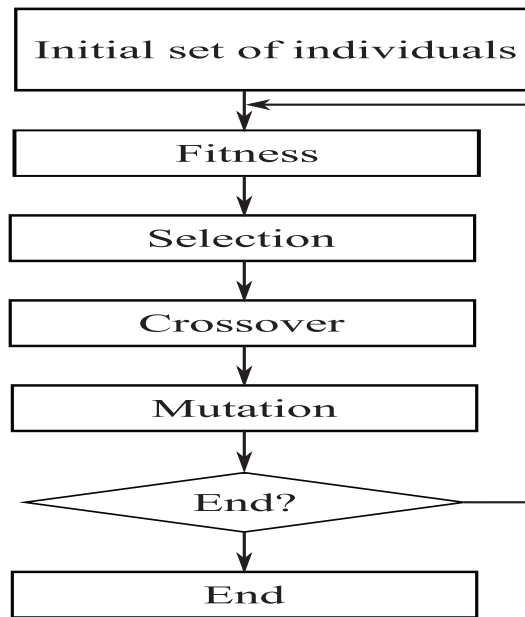 Initial set of individuals
Fitness
Selection
Crossover
Mutation
End?
End